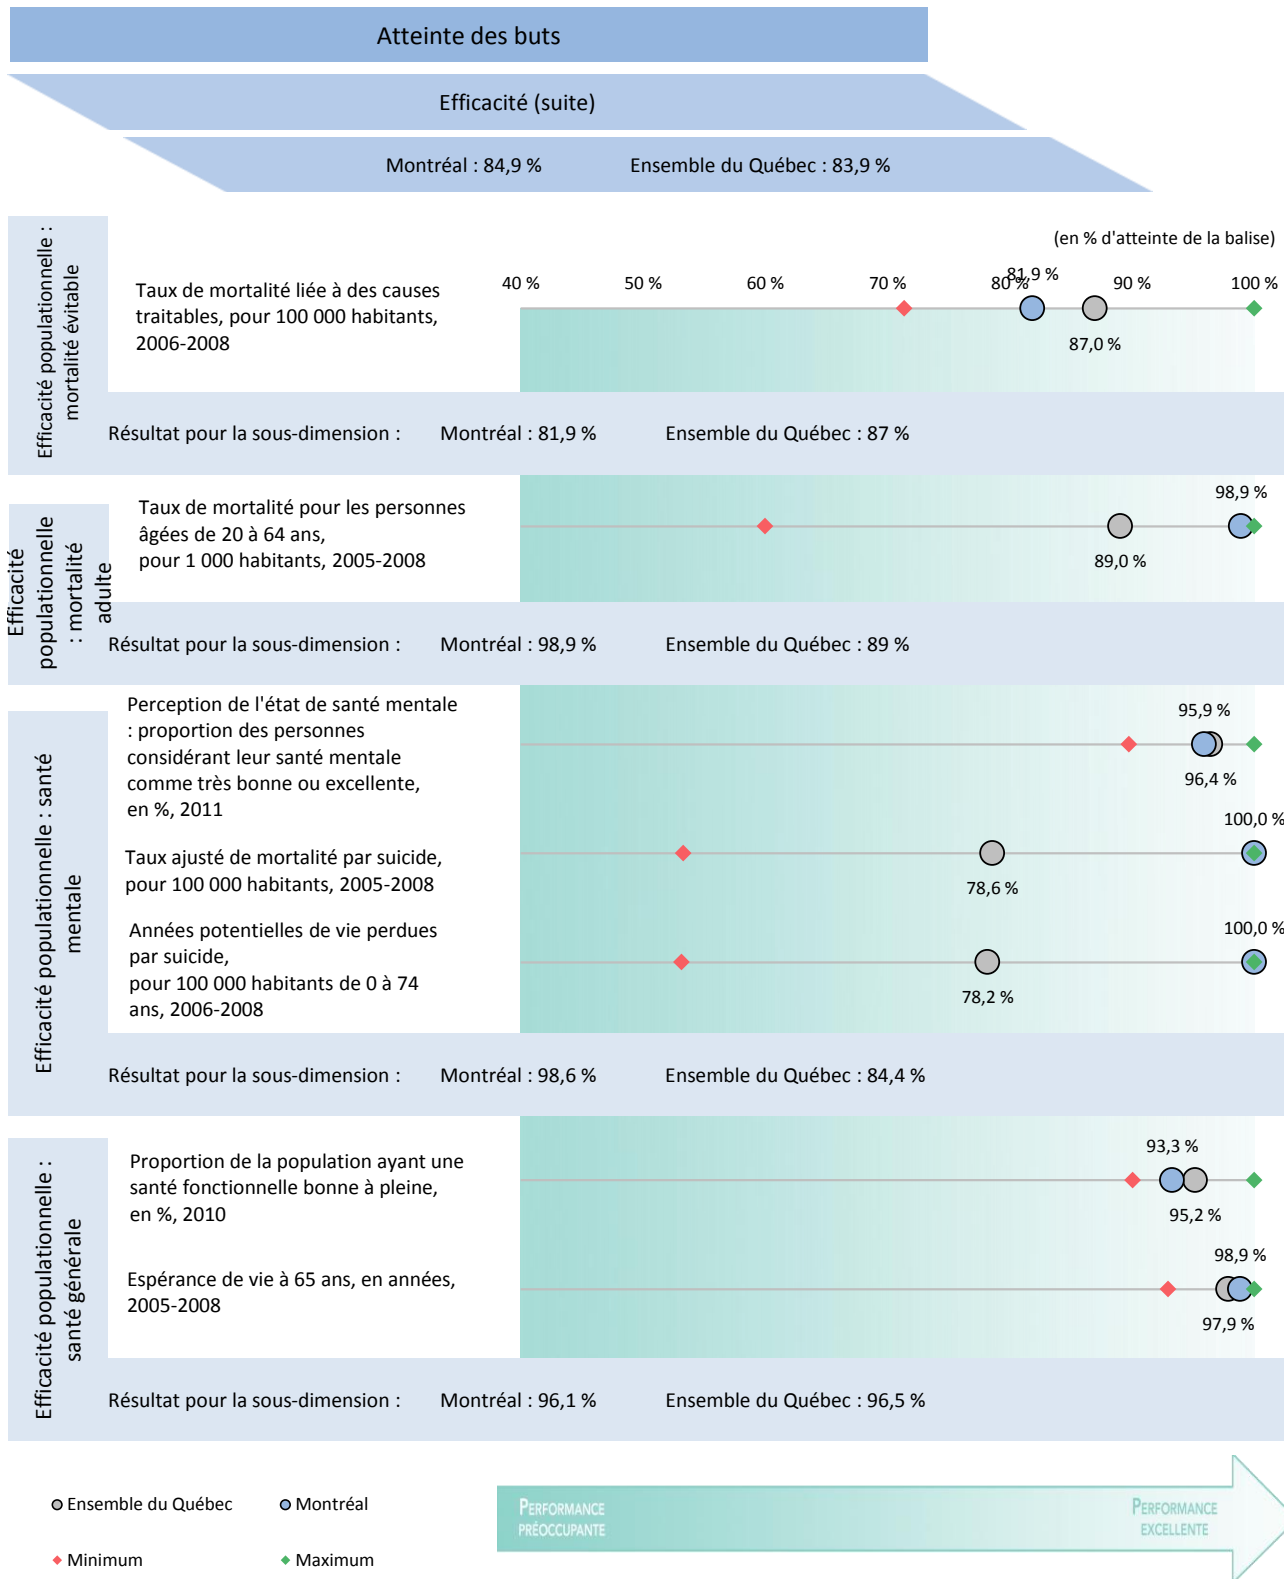 Atteinte des buts
Efficacité (suite)
Montréal : 84,9 % Ensemble du Québec : 83,9 %
Efficacité populationnelle :
mortalité évitable
(en % d'atteinte de la balise)
40 % 50 % 60 % 70 % 80 % 90 % 100 %
81,9 %
Taux de mortalité liée à des causes
traitables, pour 100 000 habitants,
2006-2008
87,0 %
Résultat pour la sous-dimension : Montréal : 81,9 % Ensemble du Québec : 87 %
Efficacité
populationnelle
: mortalité
adulte
Taux de mortalité pour les personnes
âgées de 20 à 64 ans,
pour 1 000 habitants, 2005-2008
98,9 %
89,0 %
Résultat pour la sous-dimension : Montréal : 98,9 % Ensemble du Québec : 89 %
Efficacité populationnelle : santé
mentale
Perception de l'état de santé mentale
: proportion des personnes
considérant leur santé mentale
comme très bonne ou excellente,
en %, 2011
95,9 %
96,4 %
Taux ajusté de mortalité par suicide,
pour 100 000 habitants, 2005-2008
100,0 %
78,6 %
Années potentielles de vie perdues
par suicide,
pour 100 000 habitants de 0 à 74
ans, 2006-2008
100,0 %
78,2 %
Résultat pour la sous-dimension : Montréal : 98,6 % Ensemble du Québec : 84,4 %
Efficacité populationnelle :
santé générale
Proportion de la population ayant une
santé fonctionnelle bonne à pleine,
en %, 2010
93,3 %
95,2 %
Espérance de vie à 65 ans, en années,
2005-2008
98,9 %
97,9 %
Résultat pour la sous-dimension : Montréal : 96,1 % Ensemble du Québec : 96,5 %
Ensemble du Québec Montréal
Minimum Maximum
PERFORMANCE
PRÉOCCUPANTE
PERFORMANCE
EXCELLENTE